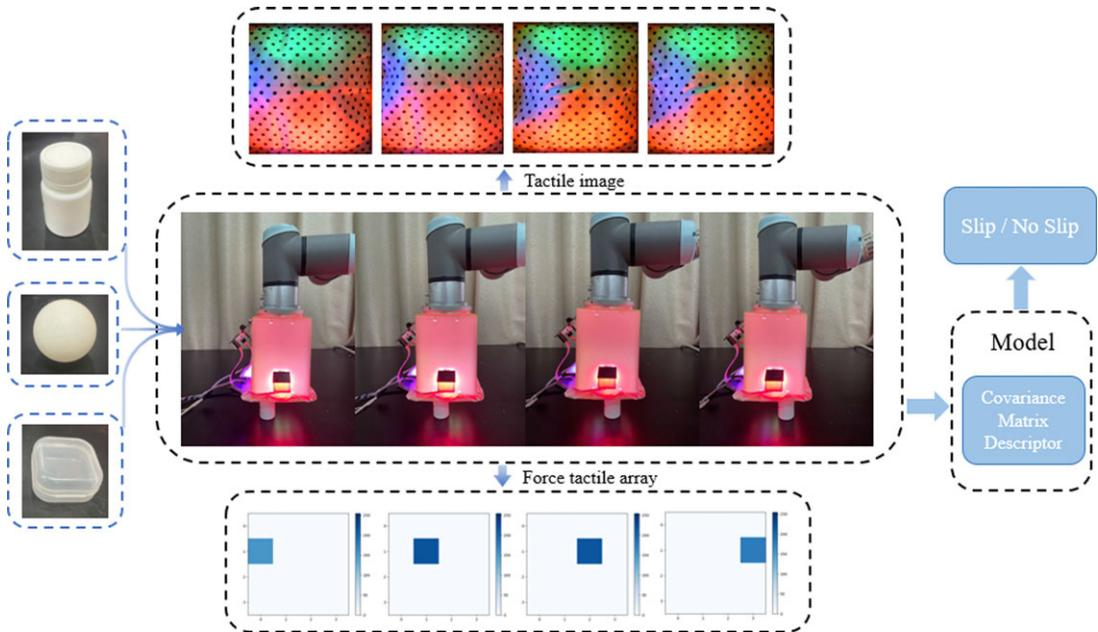 Tactile image
Slip / No Slip
Model
Covariance
Matrix
Descriptor
Force tactile array